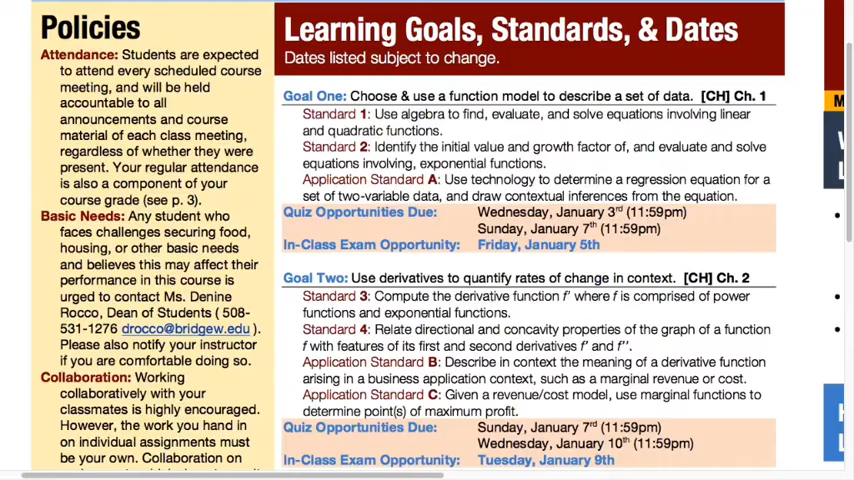 Policies
Attendance: Students are expected
to attend every scheduled course
meeting, and will be held
accountable to all
announcements and course
material of each class meeting,
regardless of whether they were
present. Your regular attendance
is also a component of your
course grade (see p. 3).
Basic Needs: Any student who
faces challenges securing food,
housing, or other basic needs
and believes this may affect their
performance in this course is
urged to contact Ms. Denine
Rocco, Dean of Students ( 508-
531-1276 drocco@bridgew.edu ).
Please also notify your instructor
if you are comfortable doing so.
Collaboration: Working
collaboratively with your
classmates is highly encouraged.
However, the work you hand in
on individual assignments must
be your own. Collaboration on
Learning Goals, Standards, & Dates
Dates listed subject to change.
Goal One: Choose & use a function model to describe a set of data. [CH] Ch. 1
Standard 1: Use algebra to find, evaluate, and solve equations involving linear
and quadratic functions.
Standard 2: Identify the initial value and growth factor of, and evaluate and solve
equations involving, exponential functions.
Application Standard A: Use technology to determine a regression equation for a
set of two-variable data, and draw contextual inferences from the equation.
Quiz Opportunities Due: Wednesday, January 3rd (11:59pm)
Sunday, January 7th (11:59pm)
In-Class Exam Opportunity: Friday, January 5th
Goal Two: Use derivatives to quantify rates of change in context. [CH] Ch. 2
Standard 3: Compute the derivative function f' where f is comprised of power
functions and exponential functions.
Standard 4: Relate directional and concavity properties of the graph of a function
f with features of its first and second derivatives f' and f''.
Application Standard B: Describe in context the meaning of a derivative function
arising in a business application context, such as a marginal revenue or cost.
Application Standard C: Given a revenue/cost model, use marginal functions to
determine point(s) of maximum profit.
Quiz Opportunities Due: Sunday, January 7rd (11:59pm)
Wednesday, January 10th (11:59pm)
In-Class Exam Opportunity: Tuesday, January 9th